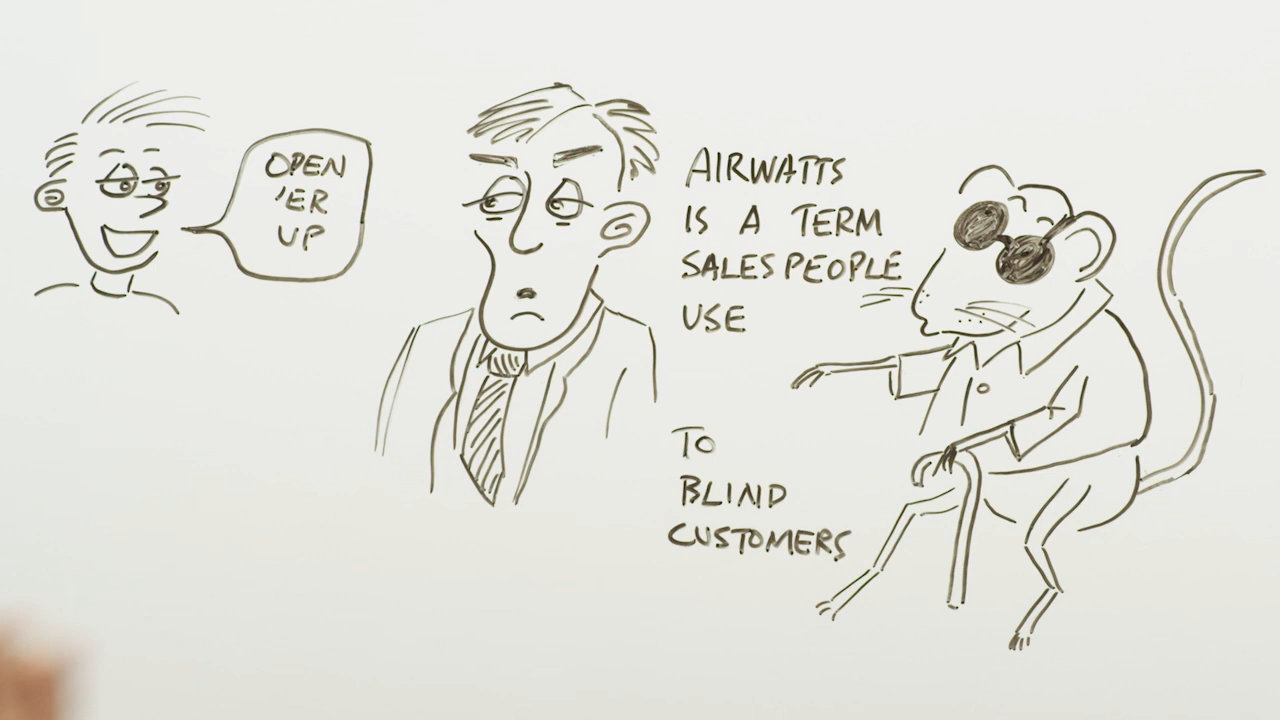 OPEN
'ER
UP
AIRWATTS
IS A TERM
SALESPEOPLE
USE
TO
BLIND
CUSTOMERS